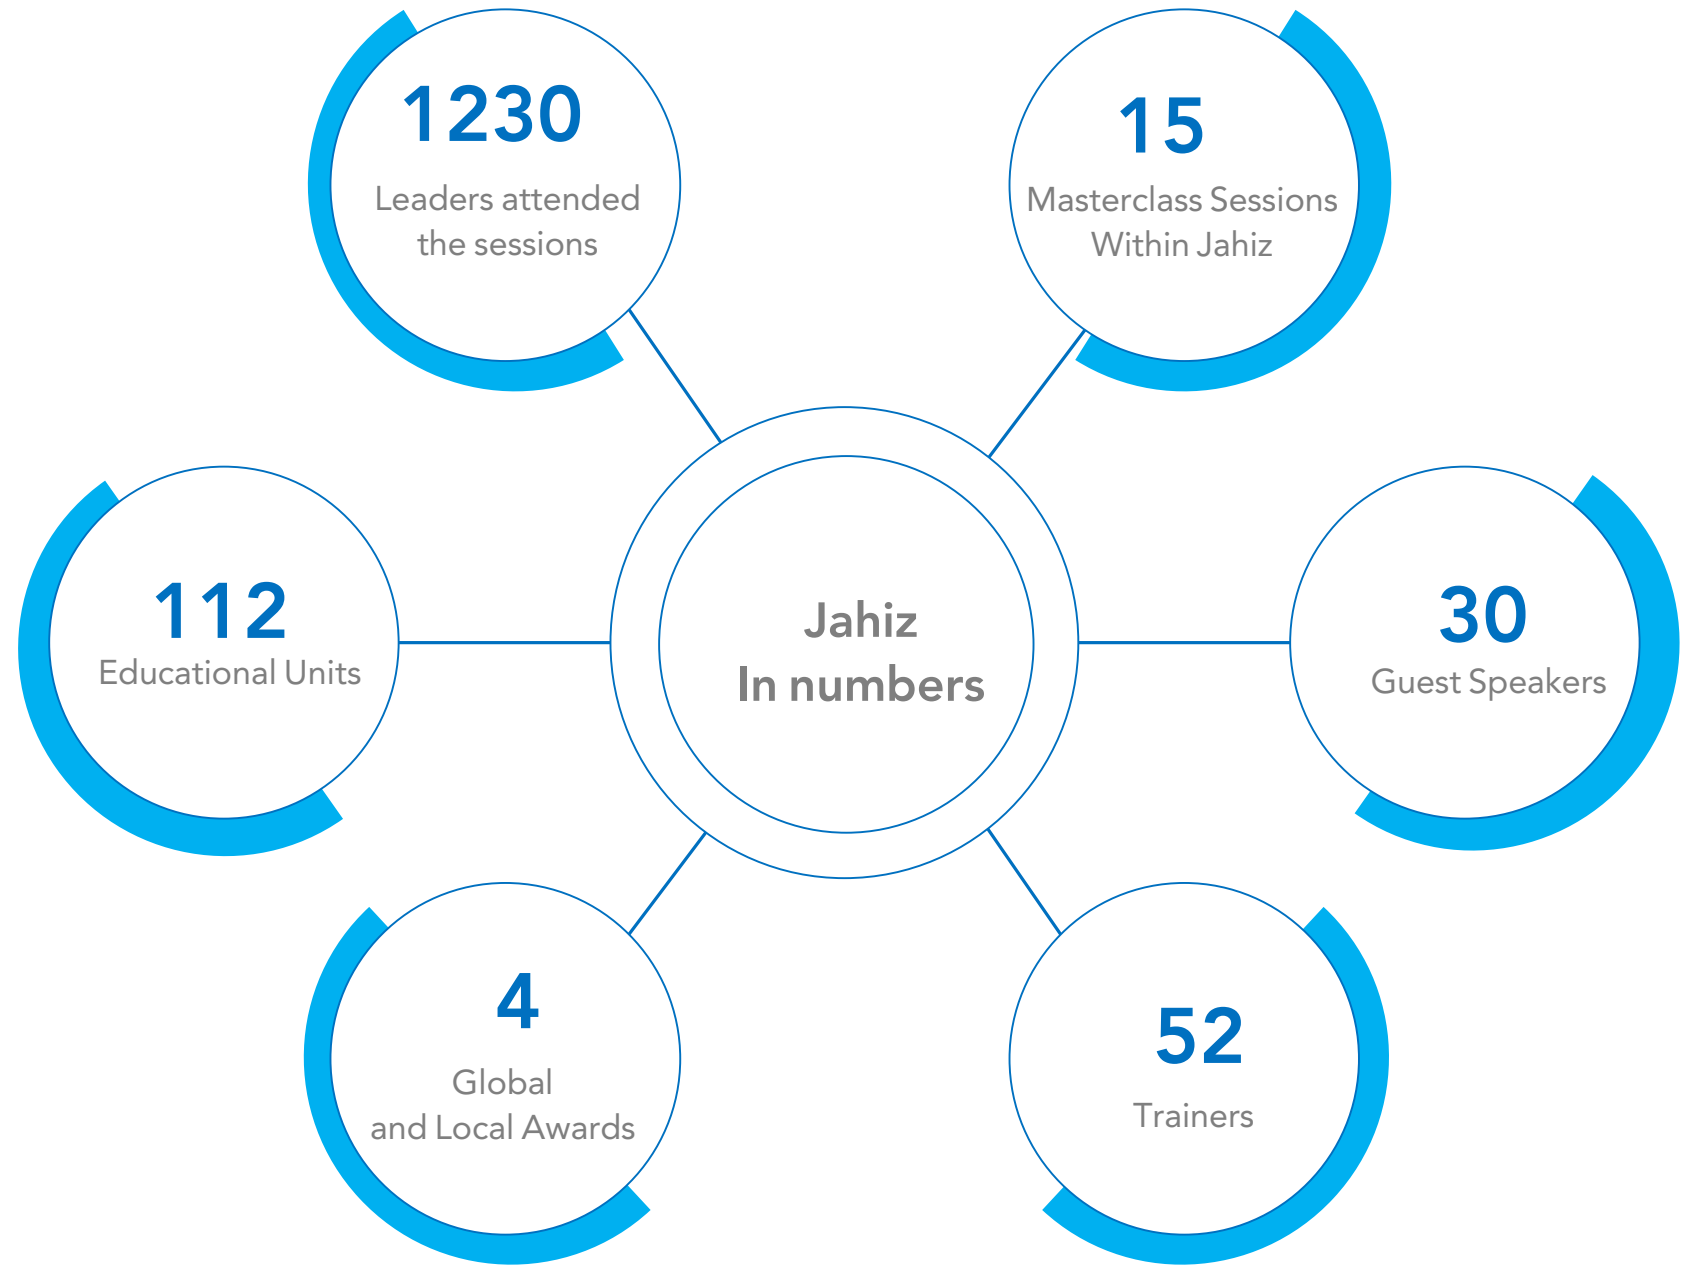 1230
Leaders attended
the sessions
15
Masterclass Sessions
Within Jahiz
112
Educational Units
Jahiz
In numbers
30
Guest Speakers
4
Global
and Local Awards
52
Trainers